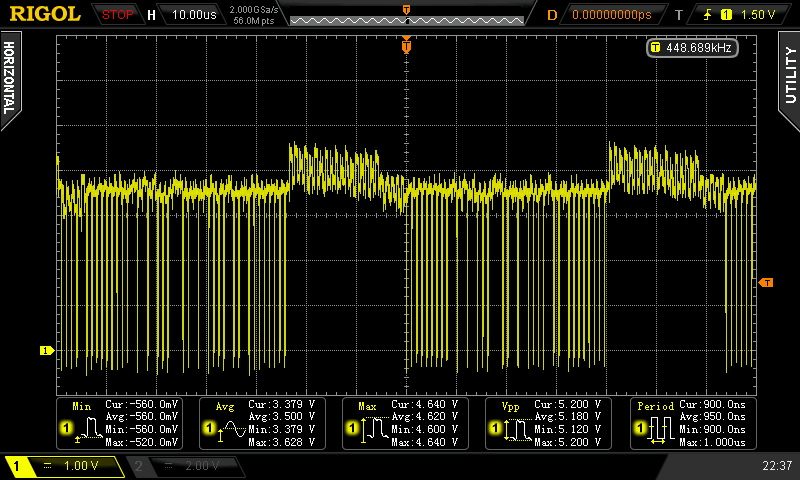 RIGOL STOP H 10.00us 2.000GSa/s 56.0M pts D 0.00000000ps T 1 1.50 V
HORIZONTAL
T 448.689kHz
UTILITY
T
1
Min Cur:-560.0mV
Avg:-560.0mV
1 Min:-560.0mV
Max:-520.0mV
Avg Cur:3.379 V
Avg:3.500 V
1 Min:3.379 V
Max:3.628 V
Max Cur:4.640 V
Avg:4.620 V
1 Min:4.600 V
Max:4.640 V
Vpp Cur:5.200 V
Avg:5.160 V
1 Min:5.120 V
Max:5.200 V
Period Cur:900.0ns
Avg:950.0ns
1 Min:900.0ns
Max:1.000us
1 1.00 V 2 2.00 V 22:37